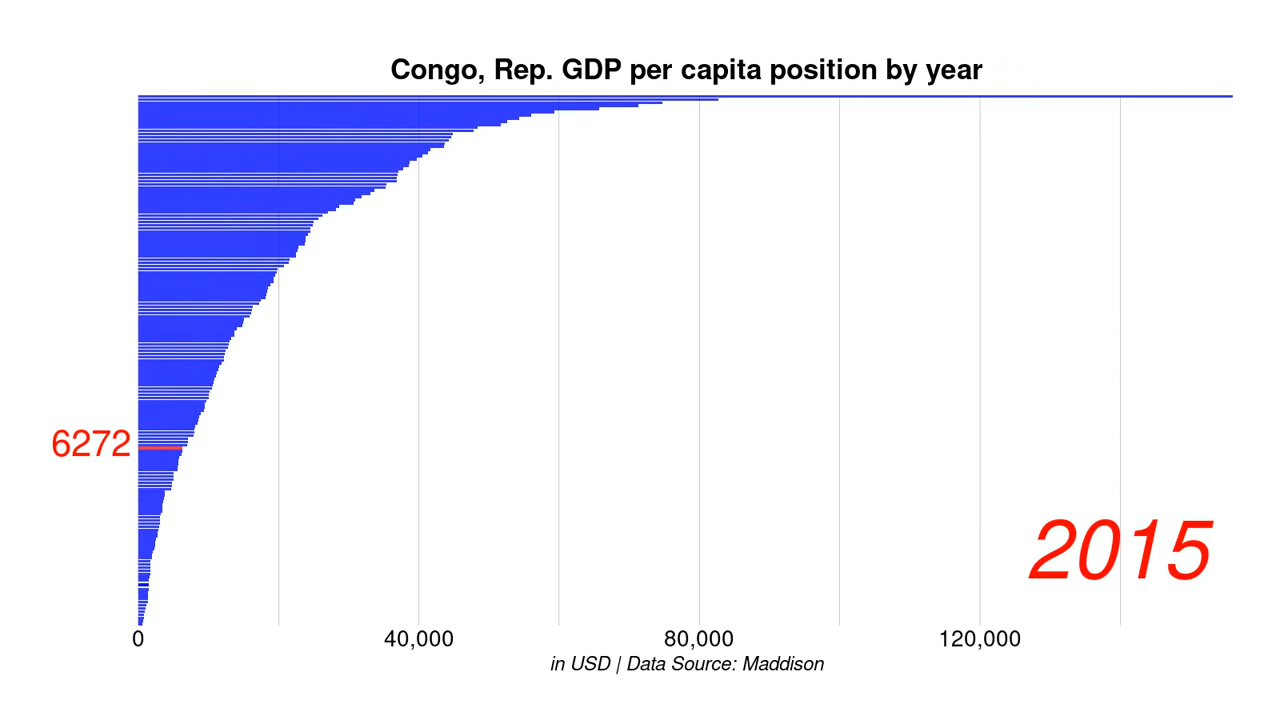 Congo, Rep. GDP per capita position by year
6272
2015
0 40,000 80,000 120,000
in USD | Data Source: Maddison